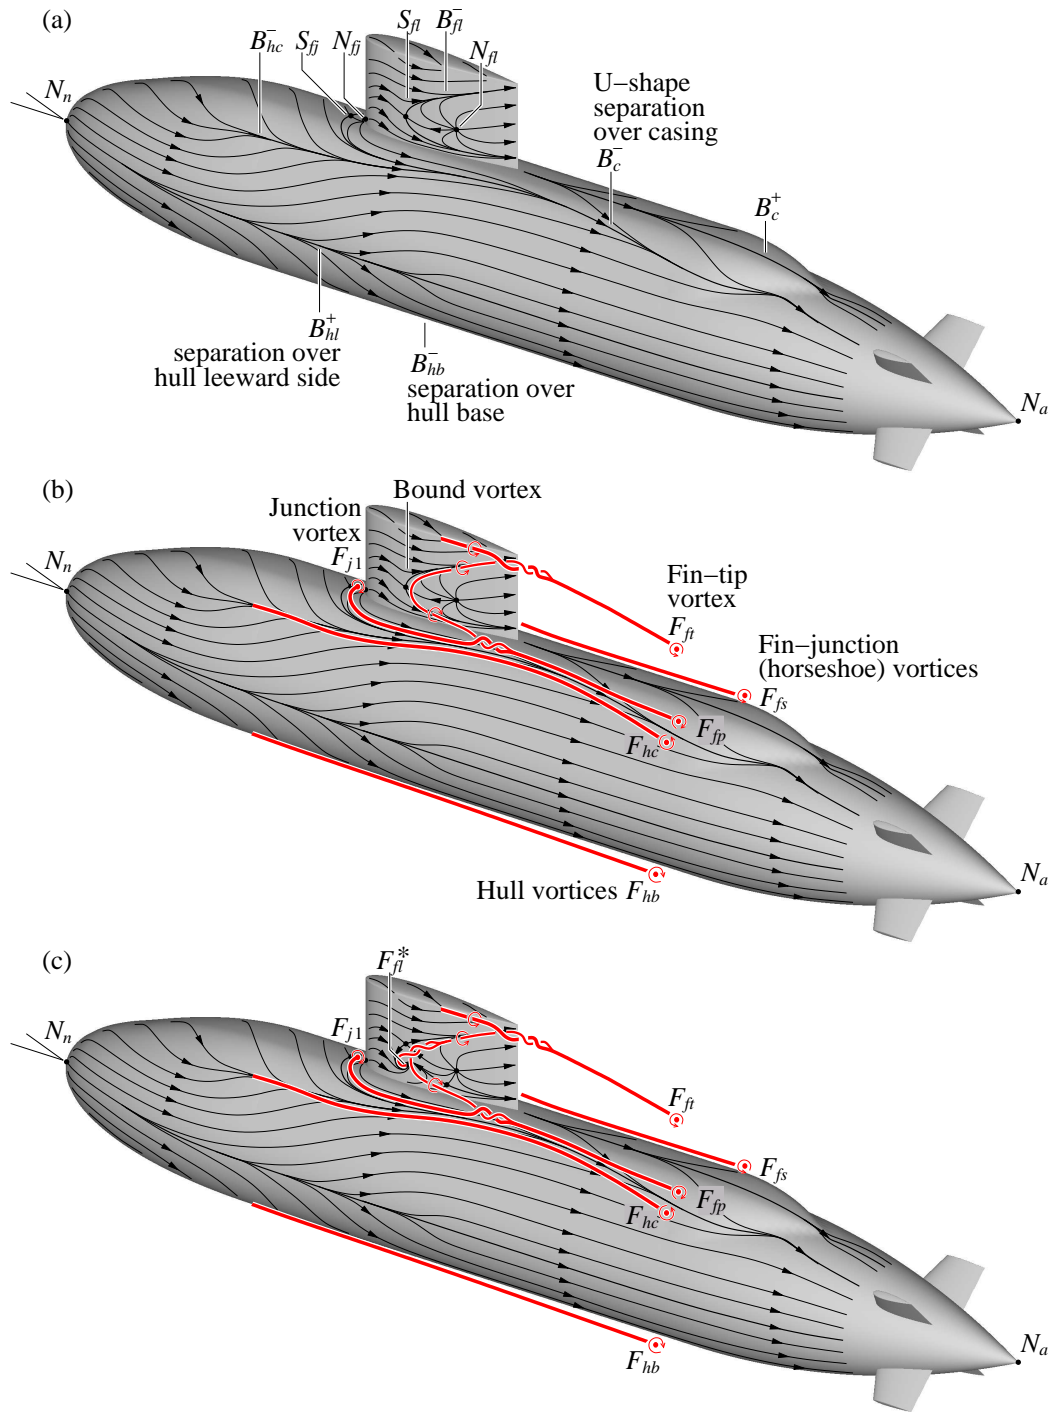 (a)
B⁻hc
Sfj
Nfj
Sfl
B⁻fl
Nfl
Nn
U−shape
separation
over casing
B⁻c
B⁺c
B⁺hl
separation over
hull leeward side
B⁻hb
separation over
hull base
Na
(b)
Bound vortex
Junction
vortex
Fj1
Nn
Fin−tip
vortex
Fft
Fin−junction
(horseshoe) vortices
Ffs
Ffp
Fhc
Hull vortices Fhb
Na
(c)
Ffl*
Fj1
Nn
Fft
Ffs
Ffp
Fhc
Fhb
Na